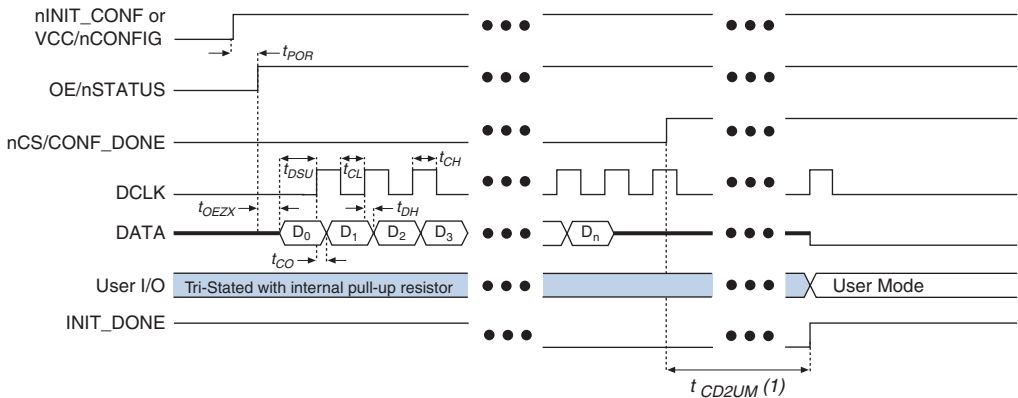 nINIT_CONF or
VCC/nCONFIG
tPOR
OE/nSTATUS
nCS/CONF_DONE
tDSU
tCL
tCH
DCLK
tOEZX
tDH
DATA
D0
D1
D2
D3
Dn
tCO
User I/O
Tri-Stated with internal pull-up resistor
User Mode
INIT_DONE
t CD2UM (1)